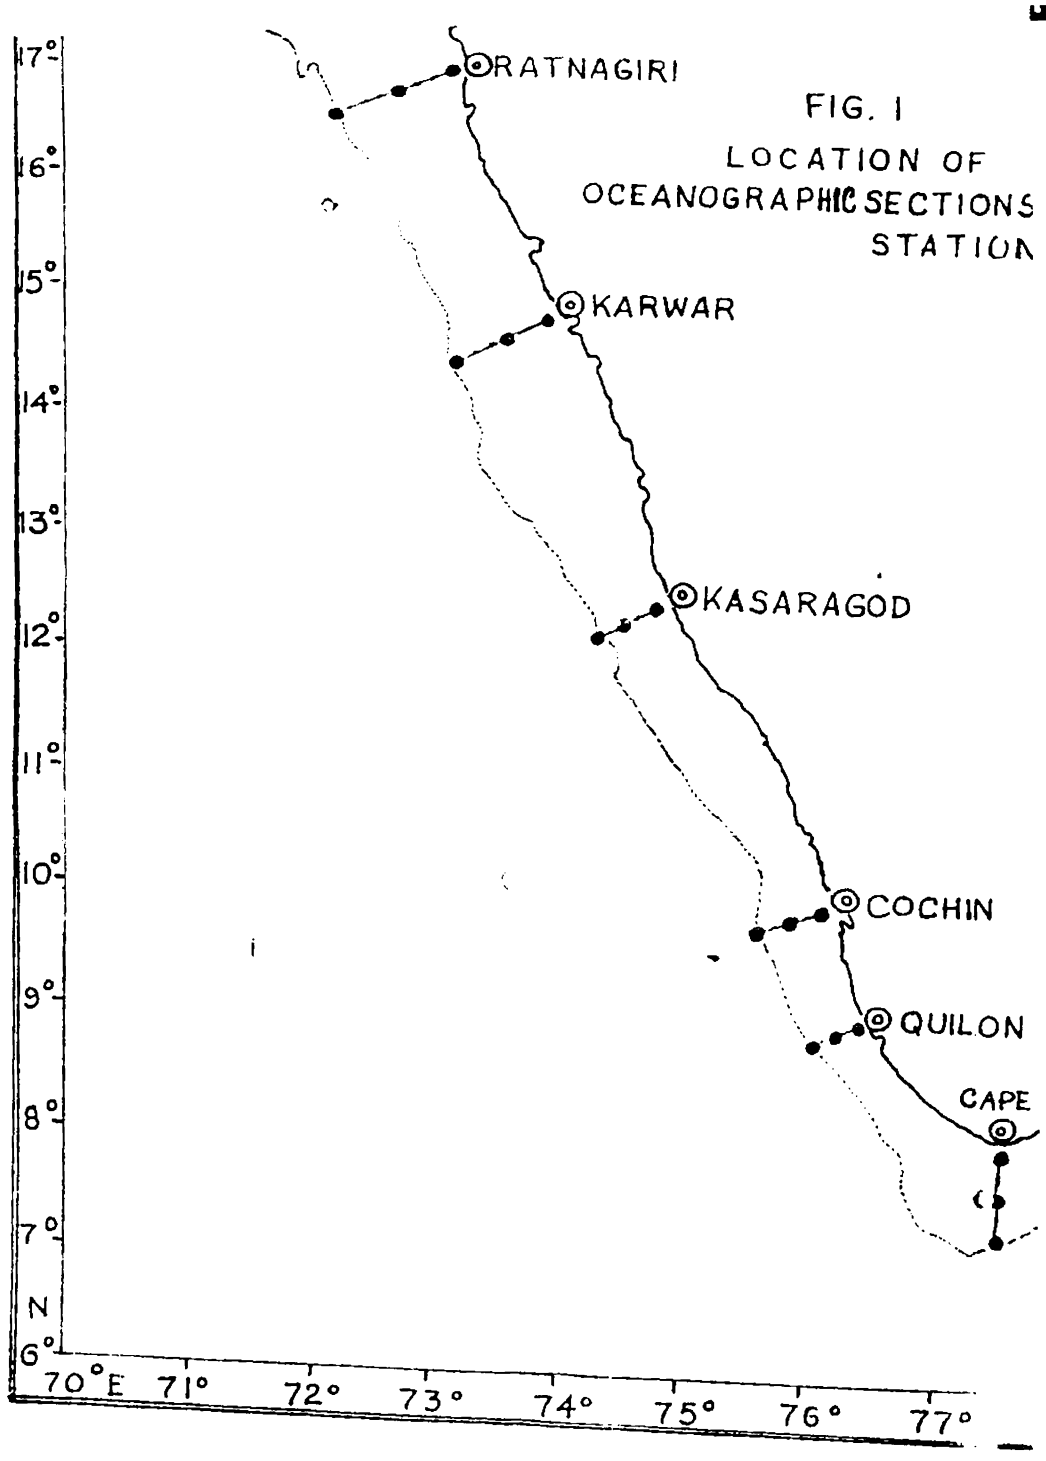 17°
RATNAGIRI
FIG. 1
LOCATION OF
16°
OCEANOGRAPHIC SECTIONS
STATION
15°
KARWAR
14°
13°
KASARAGOD
12°
11°
10°
COCHIN
9°
QUILON
CAPE
8°
7°
N
6°
70°E 71° 72° 73° 74° 75° 76° 77°